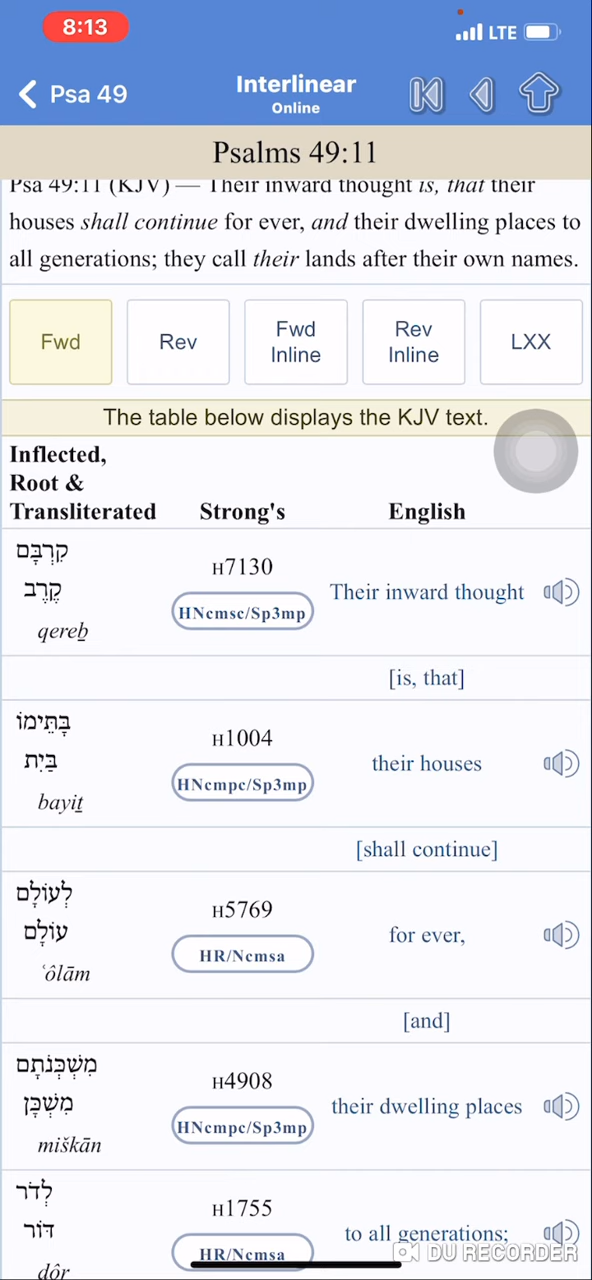 8:13
LTE
Psa 49
Interlinear
Online
Psalms 49:11
Psa 49:11 (KJV) — Their inward thought is, that their
houses shall continue for ever, and their dwelling places to
all generations; they call their lands after their own names.
Fwd
Rev
Fwd
Inline
Rev
Inline
LXX
The table below displays the KJV text.
Inflected,
Root &
Transliterated
Strong's
English
קִרְבָּם
קֶרֶב
qereḇ
H7130
HNcmsc/Sp3mp
Their inward thought
[is, that]
בָּתֵּימוֹ
בַּיִת
bayiṯ
H1004
HNcmpc/Sp3mp
their houses
[shall continue]
לְעוֹלָם
עוֹלָם
ʿôlām
H5769
HR/Ncmsa
for ever,
[and]
מִשְׁכְּנֹתָם
מִשְׁכָּן
miškān
H4908
HNcmpc/Sp3mp
their dwelling places
לְדֹר
דּוֹר
dôr
H1755
HR/Ncmsa
to all generations;
DU RECORDER